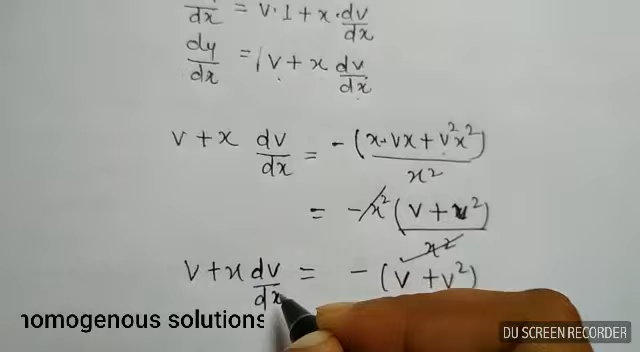 dx = v·1 + x·dv/dx
dy/dx = v + x dv/dx
v + x dv/dx = -(x·vx + v²x²)/x²
= -x²(v + v²)/x²
v + x dv/dx = -(v + v²)
homogenous solutions
DU SCREEN RECORDER